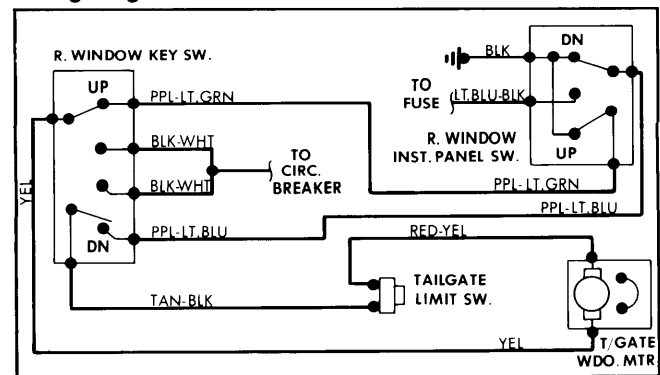 R. WINDOW KEY SW.
UP
PPL-LT.GRN
BLK-WHT
BLK-WHT
TO
CIRC.
BREAKER
PPL-LT.BLU
DN
TAN-BLK
YEL
BLK
DN
TO
FUSE
LT.BLU-BLK
R. WINDOW
INST. PANEL SW.
UP
PPL-LT.GRN
PPL-LT.BLU
RED-YEL
TAILGATE
LIMIT SW.
YEL
T/GATE
WDO. MTR